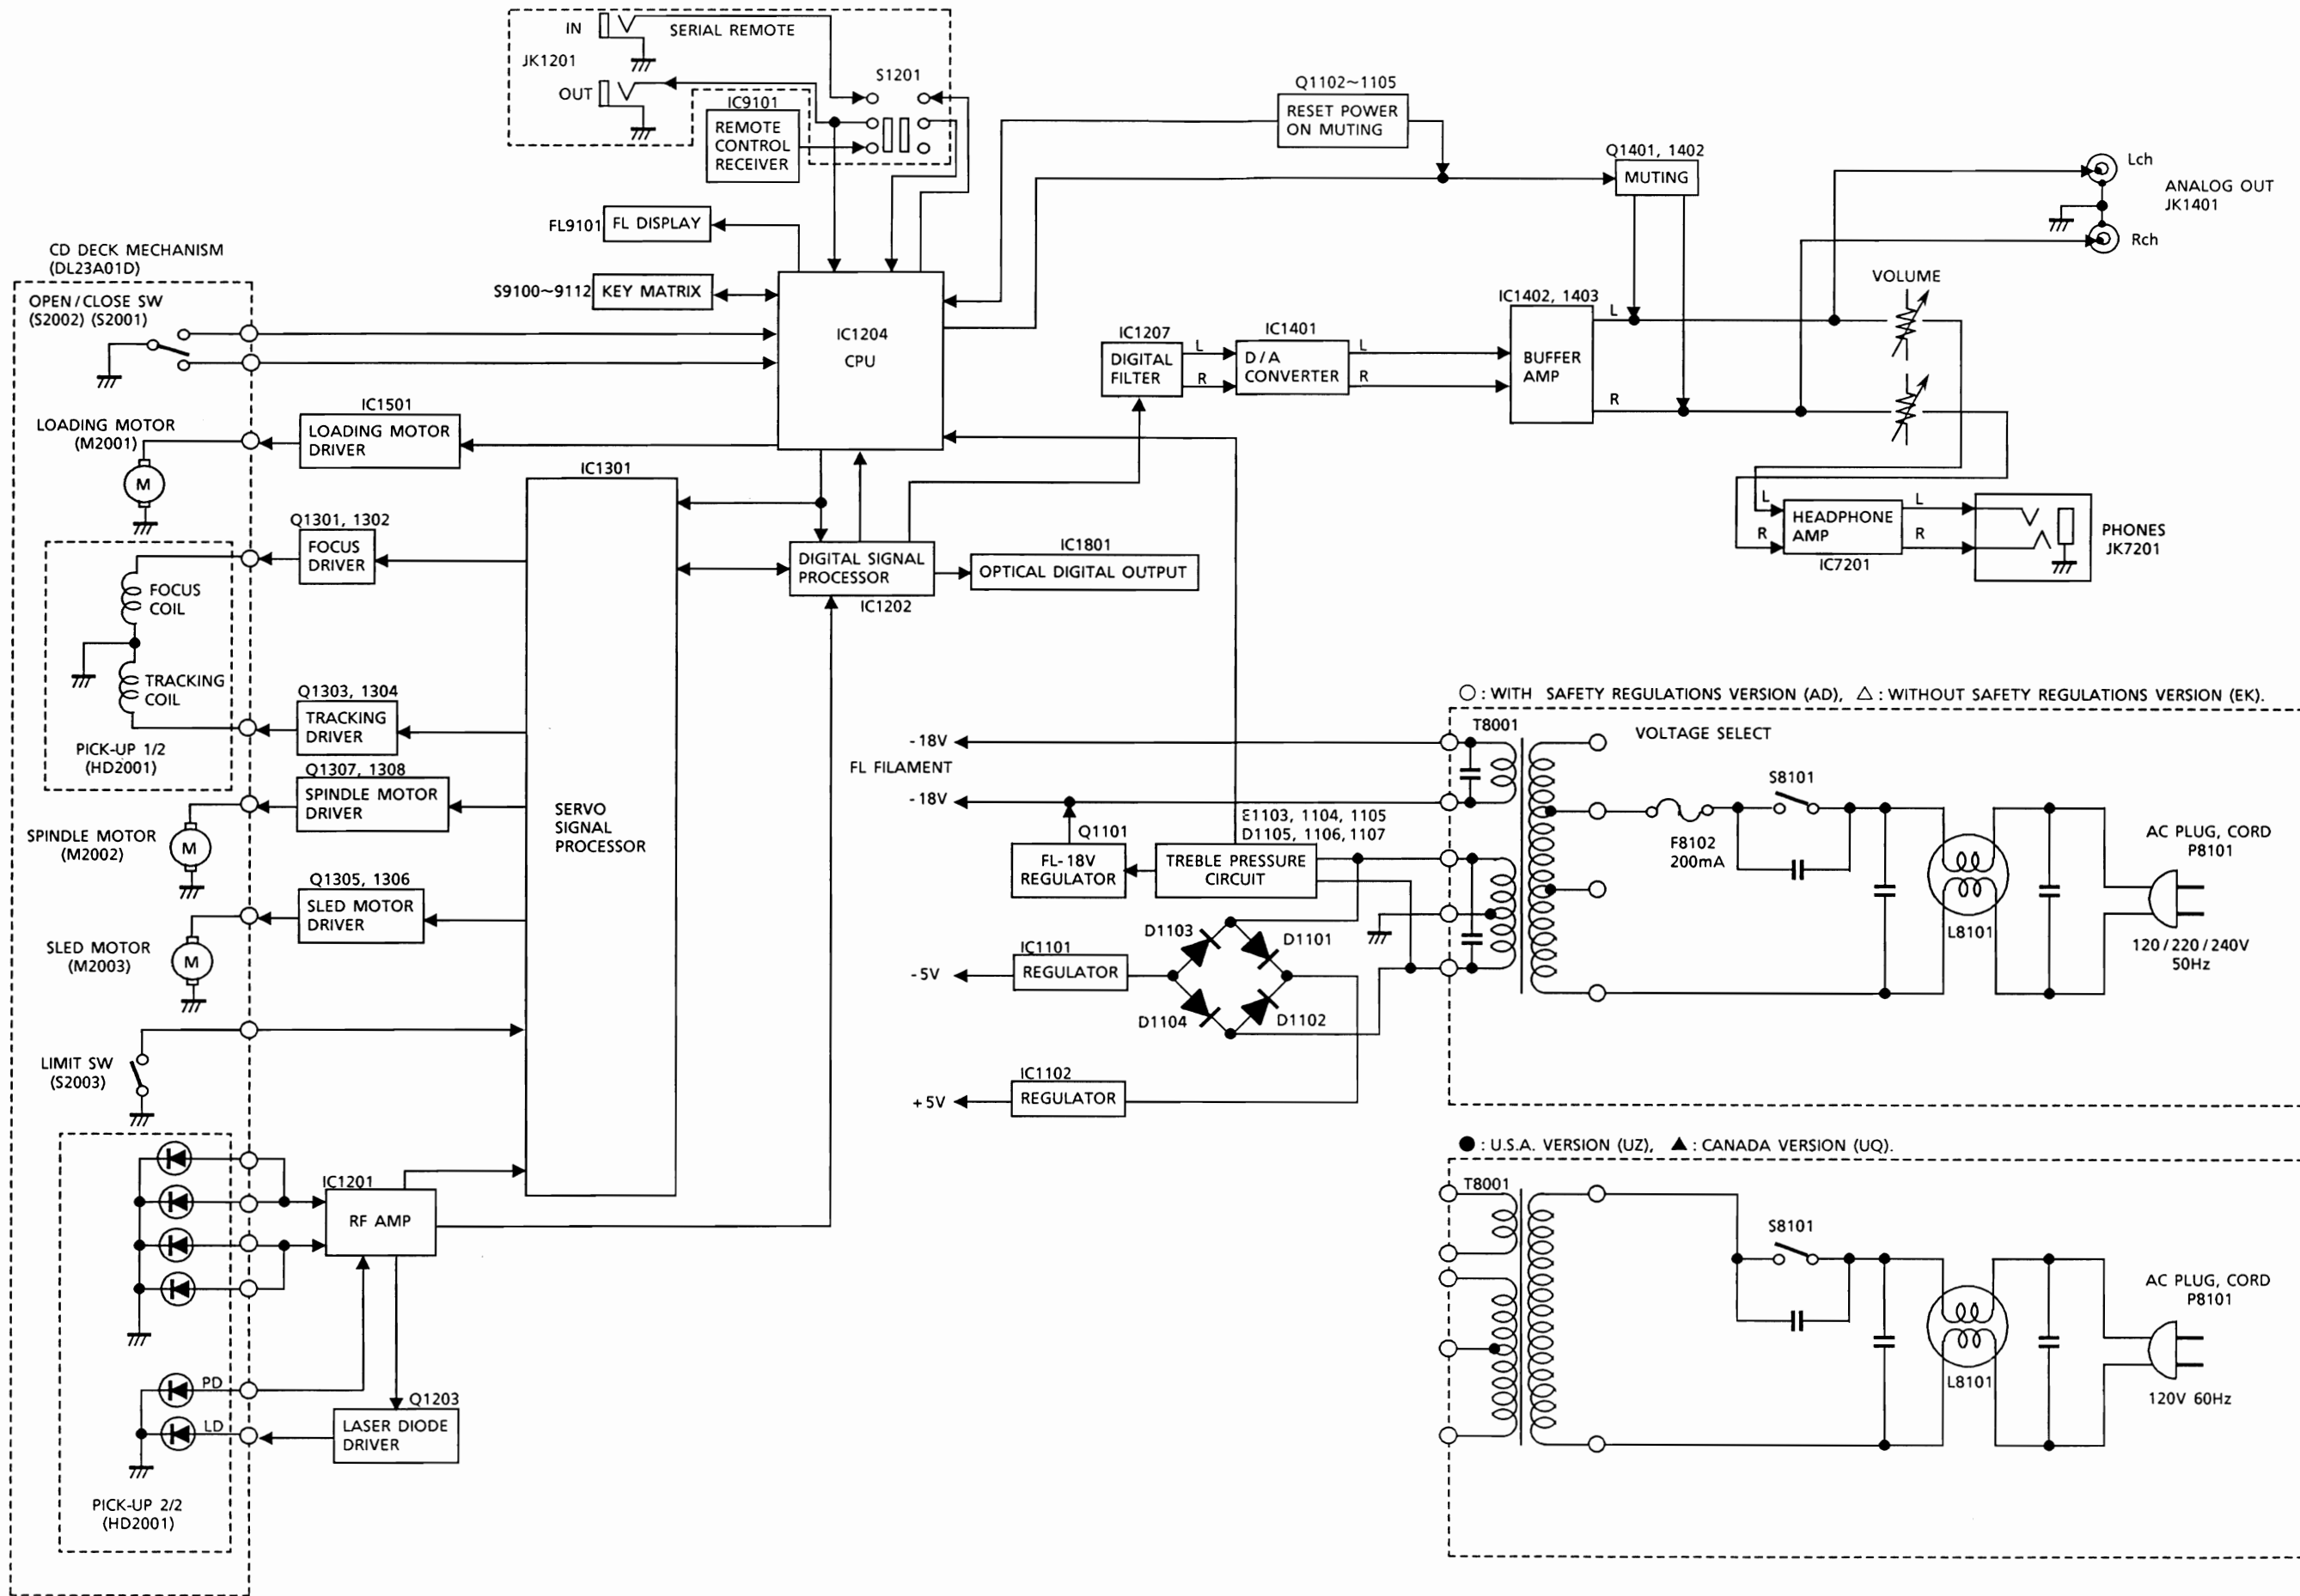 IN
SERIAL REMOTE
JK1201
OUT
S1201
IC9101
REMOTE
CONTROL
RECEIVER
Q1102~1105
RESET POWER
ON MUTING
Q1401, 1402
MUTING
Lch
ANALOG OUT
JK1401
Rch
FL9101
FL DISPLAY
S9100~9112
KEY MATRIX
CD DECK MECHANISM
(DL23A01D)
OPEN/CLOSE SW
(S2002) (S2001)
IC1204
CPU
VOLUME
IC1402, 1403
L
BUFFER
AMP
R
IC1207
DIGITAL
FILTER
L
R
IC1401
D/A
CONVERTER
L
R
LOADING MOTOR
(M2001)
M
IC1501
LOADING MOTOR
DRIVER
IC1301
SERVO
SIGNAL
PROCESSOR
L
R
HEADPHONE
AMP
IC7201
L
R
PHONES
JK7201
Q1301, 1302
FOCUS
DRIVER
DIGITAL SIGNAL
PROCESSOR
IC1202
IC1801
OPTICAL DIGITAL OUTPUT
FOCUS
COIL
TRACKING
COIL
PICK-UP 1/2
(HD2001)
Q1303, 1304
TRACKING
DRIVER
Q1307, 1308
SPINDLE MOTOR
DRIVER
SPINDLE MOTOR
(M2002)
M
Q1305, 1306
SLED MOTOR
DRIVER
SLED MOTOR
(M2003)
M
LIMIT SW
(S2003)
IC1201
RF AMP
PD
LD
Q1203
LASER DIODE
DRIVER
PICK-UP 2/2
(HD2001)
-18V
FL FILAMENT
-18V
Q1101
FL-18V
REGULATOR
E1103, 1104, 1105
D1105, 1106, 1107
TREBLE PRESSURE
CIRCUIT
D1103
D1101
D1104
D1102
IC1101
REGULATOR
-5V
IC1102
REGULATOR
+5V
○ : WITH SAFETY REGULATIONS VERSION (AD), △ : WITHOUT SAFETY REGULATIONS VERSION (EK).
T8001
VOLTAGE SELECT
F8102
200mA
S8101
L8101
AC PLUG, CORD
P8101
120/220/240V
50Hz
● : U.S.A. VERSION (UZ), ▲ : CANADA VERSION (UQ).
T8001
S8101
L8101
AC PLUG, CORD
P8101
120V 60Hz